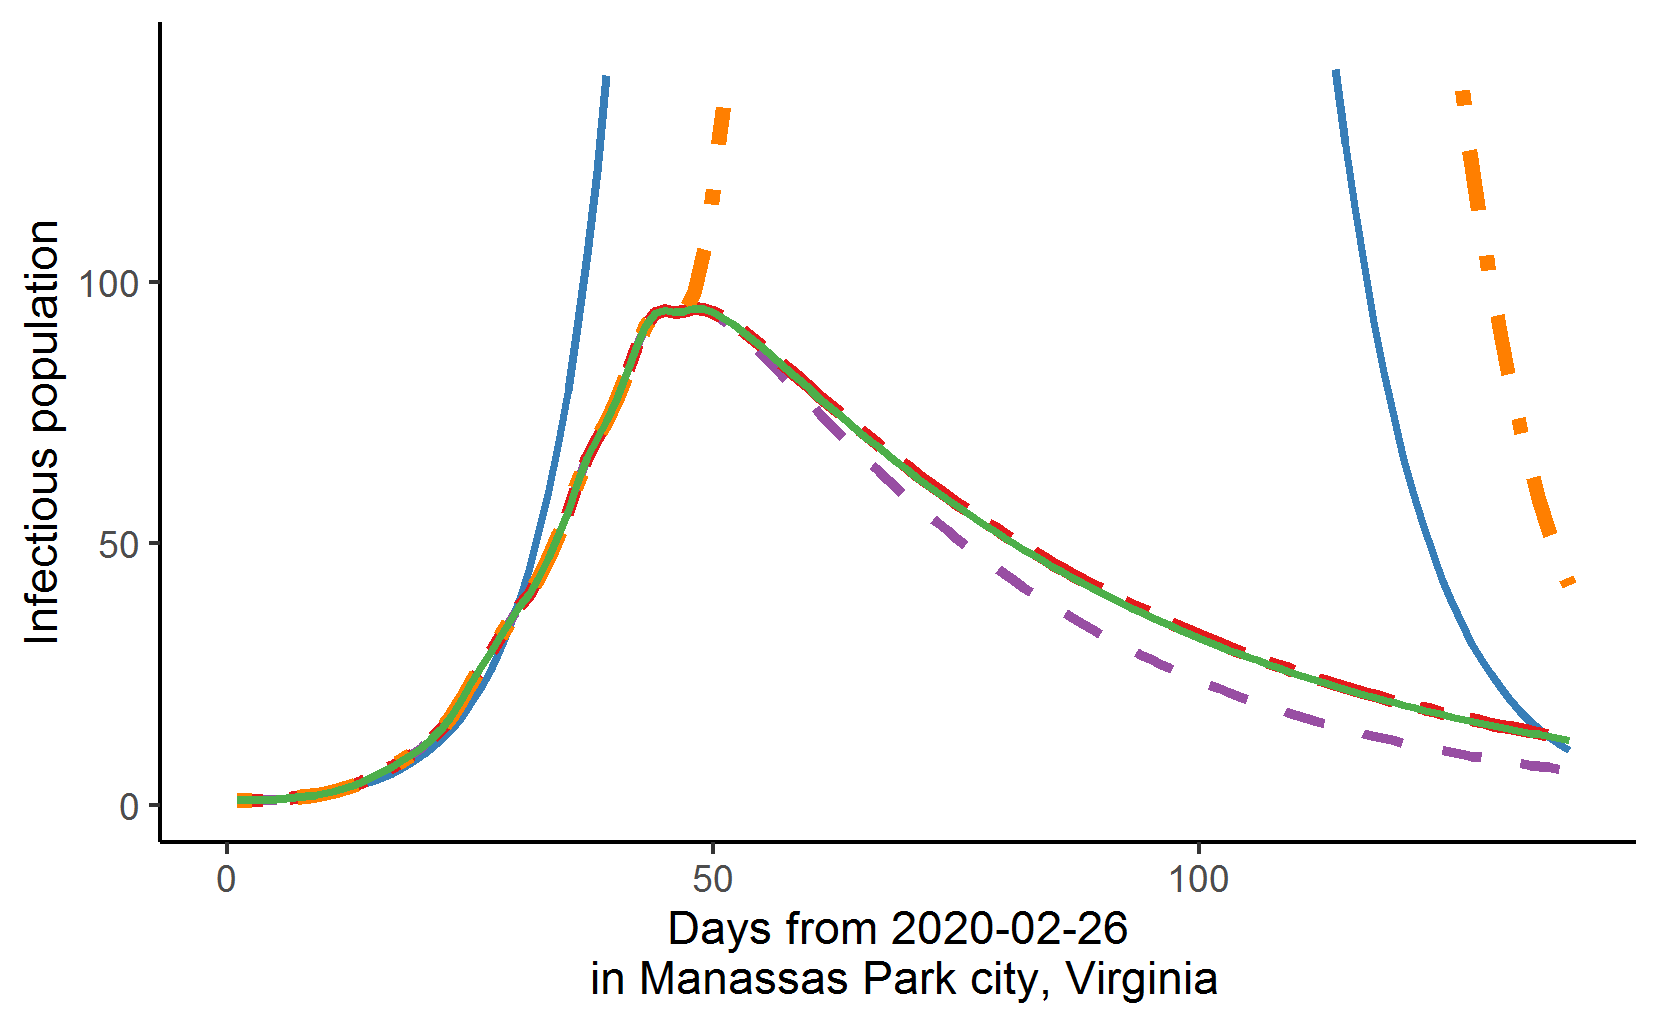 Infectious population
100
50
0
0
50
100
Days from 2020-02-26
in Manassas Park city, Virginia